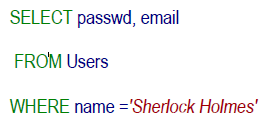 SELECT passwd, email
FROM Users
WHERE name ='Sherlock Holmes'